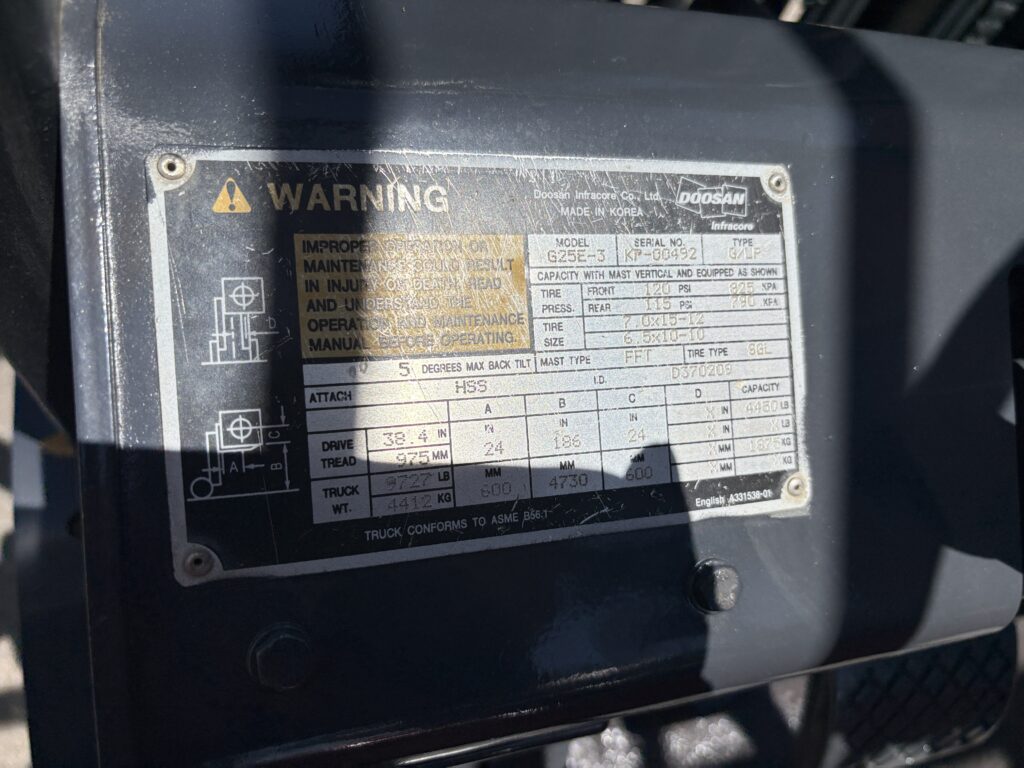 WARNING
Doosan Infracore Co., Ltd.
MADE IN KOREA
DOOSAN
Infracore
IMPROPER OPERATION OR
MAINTENANCE COULD RESULT
IN INJURY OR DEATH READ
AND UNDERSTAND THE
OPERATION AND MAINTENANCE
MANUAL BEFORE OPERATING.
MODEL SERIAL NO. TYPE
G25E-3 KP-00492 G/LP
CAPACITY WITH MAST VERTICAL AND EQUIPPED AS SHOWN
TIRE PRESS. FRONT 120 PSI 825 KPA
REAR 115 PSI 790 KPA
TIRE SIZE 7.0x15-12
6.5x10-10
5 DEGREES MAX BACK TILT MAST TYPE FFT TIRE TYPE SGL
ATTACH HSS I.D. D370209
A B C D CAPACITY
DRIVE TREAD 38.4 IN IN 24 IN 186 IN 24 X IN 4450 LB
X IN LB
975 MM X MM 1875 KG
TRUCK WT. 9727 LB MM 600 MM 4730 MM 600 X MM KG
4412 KG
TRUCK CONFORMS TO ASME B56.1
English A331538-01
D
C
A
B